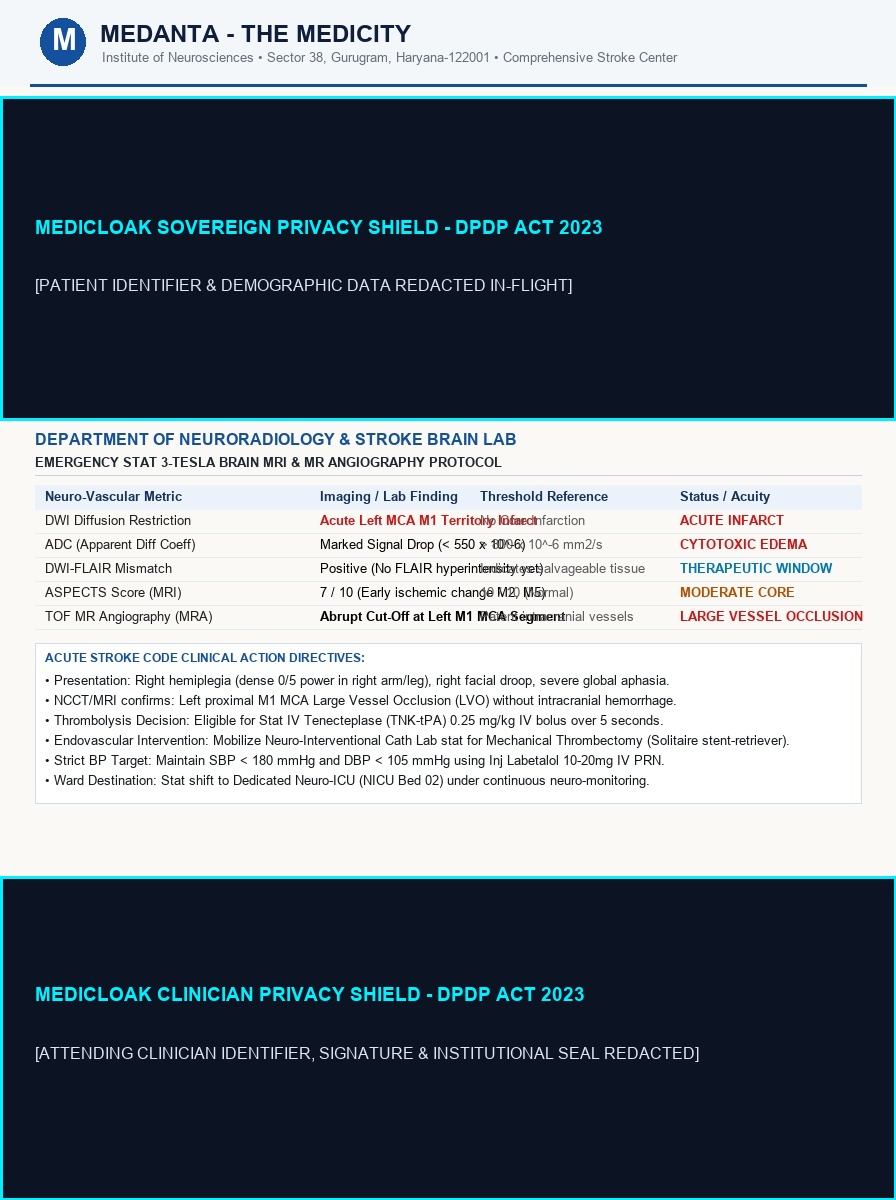 M
MEDANTA - THE MEDICITY
Institute of Neurosciences • Sector 38, Gurugram, Haryana-122001 • Comprehensive Stroke Center
MEDICLOAK SOVEREIGN PRIVACY SHIELD - DPDP ACT 2023
[PATIENT IDENTIFIER & DEMOGRAPHIC DATA REDACTED IN-FLIGHT]
DEPARTMENT OF NEURORADIOLOGY & STROKE BRAIN LAB
EMERGENCY STAT 3-TESLA BRAIN MRI & MR ANGIOGRAPHY PROTOCOL
Neuro-Vascular Metric Imaging / Lab Finding Threshold Reference Status / Acuity
DWI Diffusion Restriction Acute Left MCA M1 Territory Infarct Infarction ACUTE INFARCT
ADC (Apparent Diff Coeff) Marked Signal Drop (< 550 x 10^-6) 10^-6 mm2/s CYTOTOXIC EDEMA
DWI-FLAIR Mismatch Positive (No FLAIR hyperintensity yet) salvageable tissue THERAPEUTIC WINDOW
ASPECTS Score (MRI) 7 / 10 (Early ischemic change M2, M5) MODERATE CORE
TOF MR Angiography (MRA) Abrupt Cut-Off at Left M1 MCA Segment vessels LARGE VESSEL OCCLUSION
ACUTE STROKE CODE CLINICAL ACTION DIRECTIVES:
• Presentation: Right hemiplegia (dense 0/5 power in right arm/leg), right facial droop, severe global aphasia.
• NCCT/MRI confirms: Left proximal M1 MCA Large Vessel Occlusion (LVO) without intracranial hemorrhage.
• Thrombolysis Decision: Eligible for Stat IV Tenecteplase (TNK-tPA) 0.25 mg/kg IV bolus over 5 seconds.
• Endovascular Intervention: Mobilize Neuro-Interventional Cath Lab stat for Mechanical Thrombectomy (Solitaire stent-retriever).
• Strict BP Target: Maintain SBP < 180 mmHg and DBP < 105 mmHg using Inj Labetalol 10-20mg IV PRN.
• Ward Destination: Stat shift to Dedicated Neuro-ICU (NICU Bed 02) under continuous neuro-monitoring.
MEDICLOAK CLINICIAN PRIVACY SHIELD - DPDP ACT 2023
[ATTENDING CLINICIAN IDENTIFIER, SIGNATURE & INSTITUTIONAL SEAL REDACTED]